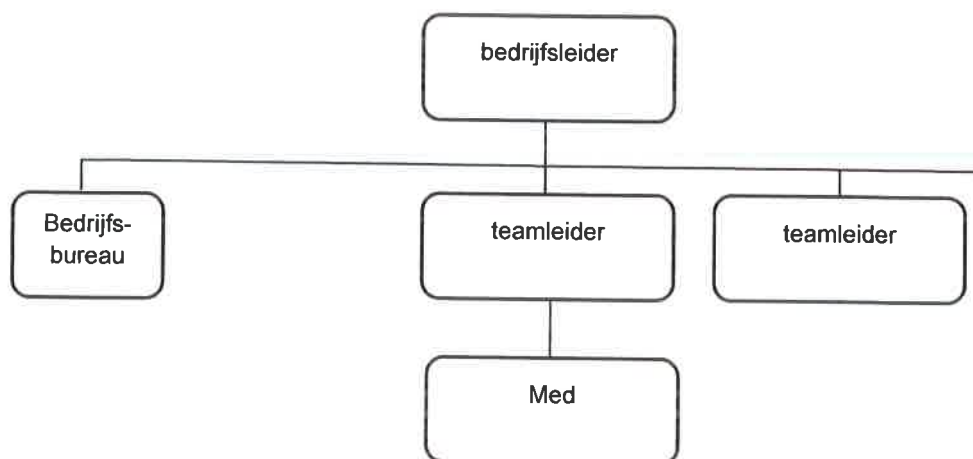 bedrijfsleider
Bedrijfs-
bureau
teamleider
teamleider
Med